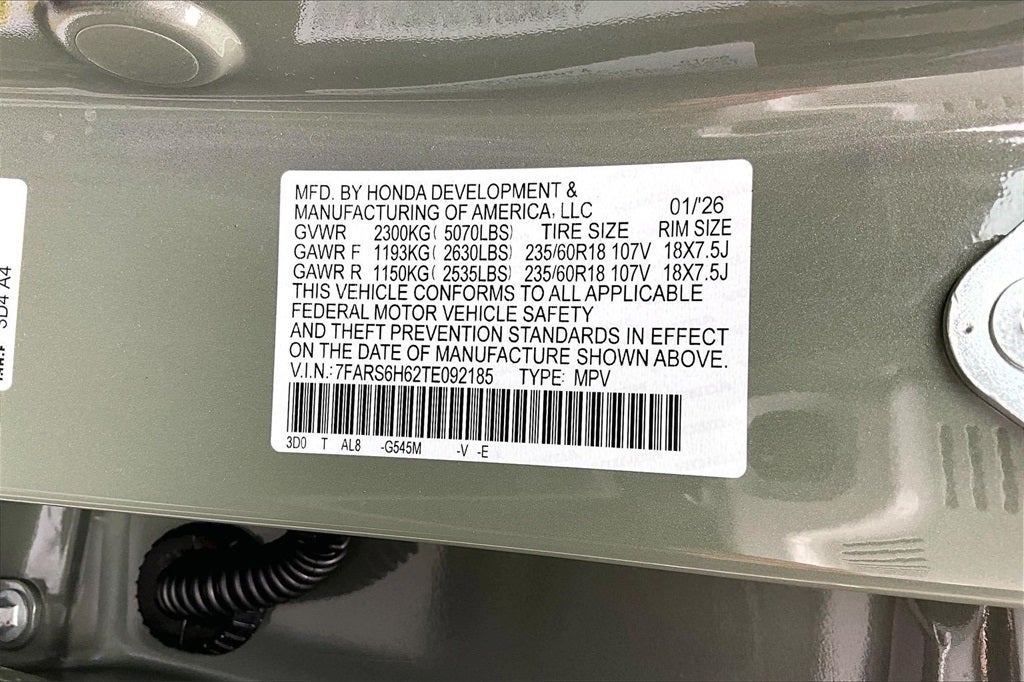 MFD. BY HONDA DEVELOPMENT &
MANUFACTURING OF AMERICA, LLC 01/'26
GVWR 2300KG( 5070LBS) TIRE SIZE RIM SIZE
GAWR F 1193KG( 2630LBS) 235/60R18 107V 18X7.5J
GAWR R 1150KG( 2535LBS) 235/60R18 107V 18X7.5J
THIS VEHICLE CONFORMS TO ALL APPLICABLE
FEDERAL MOTOR VEHICLE SAFETY
AND THEFT PREVENTION STANDARDS IN EFFECT
ON THE DATE OF MANUFACTURE SHOWN ABOVE.
V.I.N.:7FARS6H62TE092185 TYPE: MPV
3D0 T AL8 -G545M -V -E
3D4 A4